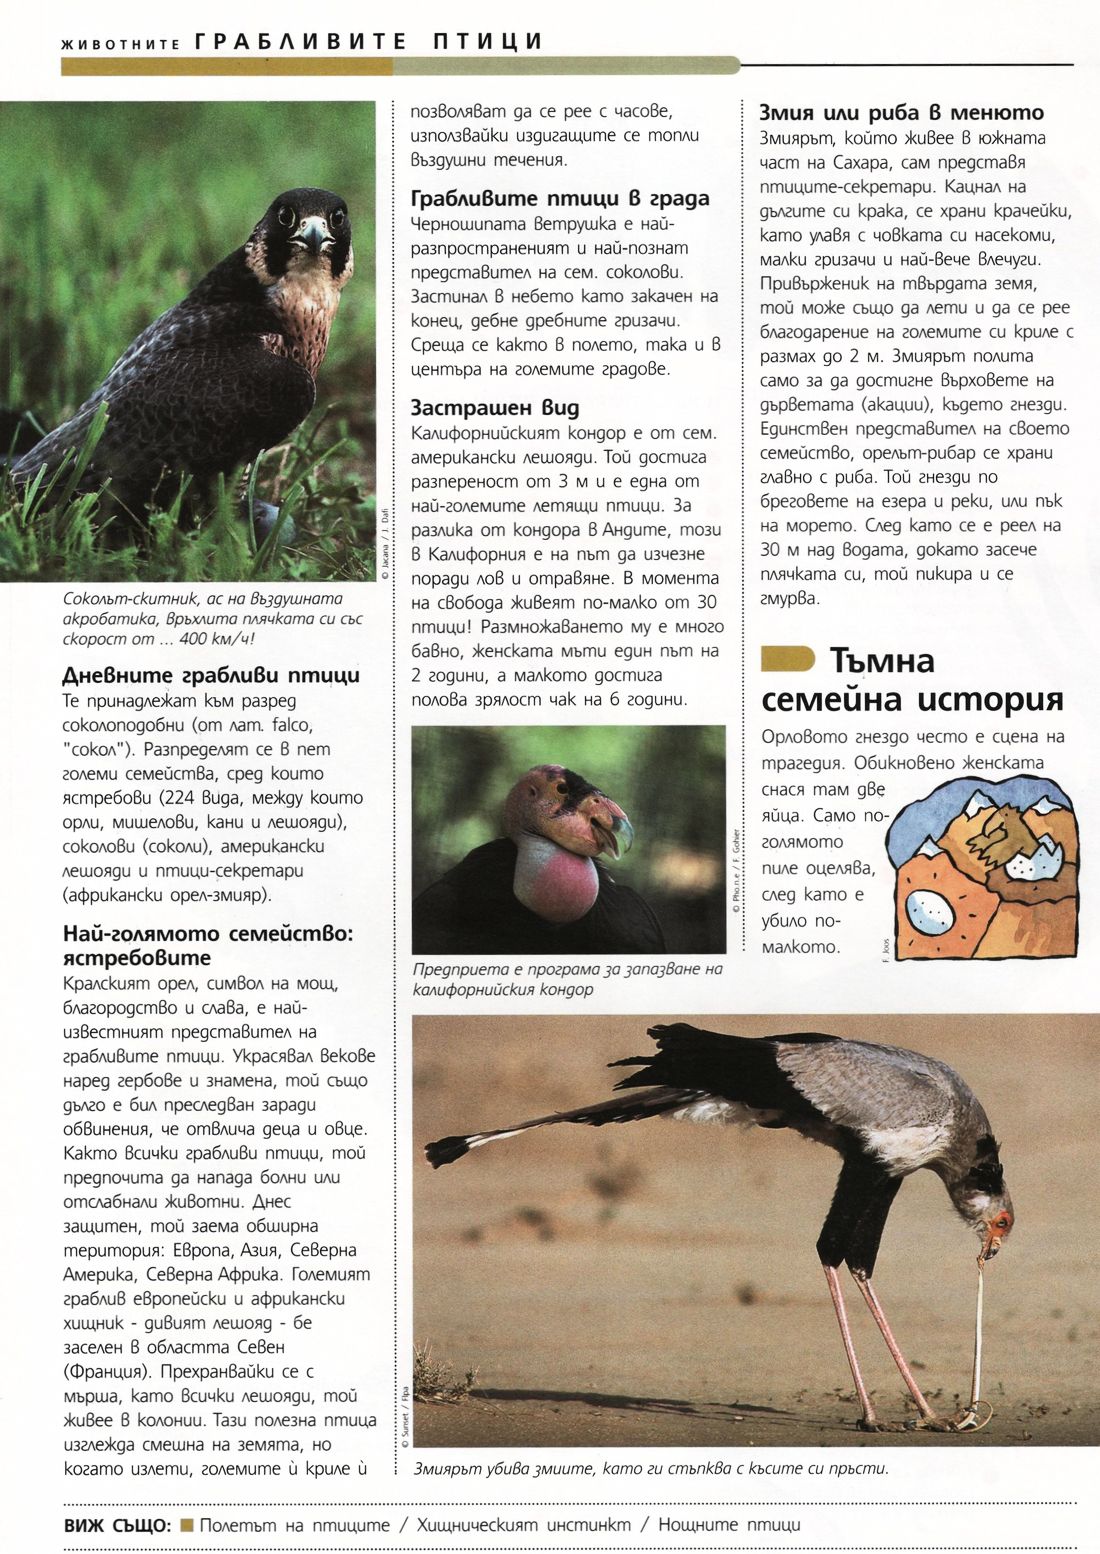 ЖИВОТНИТЕ ГРАБЛИВИТЕ ПТИЦИ
© Jacana / J. Dafi
Соколът-скитник, ас на въздушната
акробатика, връхлита плячката си със
скорост от ... 400 км/ч!
Дневните грабливи птици
Те принадлежат към разред
соколоподобни (от лат. falco,
"сокол"). Разпределят се в пет
големи семейства, сред които
ястребови (224 вида, между които
орли, мишелови, кани и лешояди),
соколови (соколи), американски
лешояди и птици-секретари
(африкански орел-змияр).
Най-голямото семейство:
ястребовите
Кралският орел, символ на мощ,
благородство и слава, е най-
известният представител на
грабливите птици. Украсявал векове
наред гербове и знамена, той също
дълго е бил преследван заради
обвинения, че отвлича деца и овце.
Както всички грабливи птици, той
предпочита да напада болни или
отслабнали животни. Днес
защитен, той заема обширна
територия: Европа, Азия, Северна
Америка, Северна Африка. Големият
граблив европейски и африкански
хищник - дивият лешояд - бе
заселен в областта Севен
(Франция). Прехранвайки се с
мърша, като всички лешояди, той
живее в колонии. Тази полезна птица
изглежда смешна на земята, но
когато излети, големите ѝ криле ѝ
позволяват да се рее с часове,
използвайки издигащите се топли
въздушни течения.
Грабливите птици в града
Черношипата ветрушка е най-
разпространеният и най-познат
представител на сем. соколови.
Застинал в небето като закачен на
конец, дебне дребните гризачи.
Среща се както в полето, така и в
центъра на големите градове.
Застрашен вид
Калифорнийският кондор е от сем.
американски лешояди. Той достига
разпереност от 3 м и е една от
най-големите летящи птици. За
разлика от кондора в Андите, този
в Калифорния е на път да изчезне
поради лов и отравяне. В момента
на свобода живеят по-малко от 30
птици! Размножаването му е много
бавно, женската мъти един път на
2 години, а малкото достига
полова зрялост чак на 6 години.
© Pho.n.e / F. Gohier
Предприета е програма за запазване на
калифорнийския кондор
Змия или риба в менюто
Змиярът, който живее в южната
част на Сахара, сам представя
птиците-секретари. Кацнал на
дългите си крака, се храни крачейки,
като улавя с човката си насекоми,
малки гризачи и най-вече влечуги.
Привърженик на твърдата земя,
той може също да лети и да се рее
благодарение на големите си криле с
размах до 2 м. Змиярът полита
само за да достигне върховете на
дърветата (акации), където гнезди.
Единствен представител на своето
семейство, орелът-рибар се храни
главно с риба. Той гнезди по
бреговете на езера и реки, или пък
на морето. След като се е реел на
30 м над водата, докато засече
плячката си, той пикира и се
гмурва.
Тъмна
семейна история
Орловото гнездо често е сцена на
трагедия. Обикновено женската
снася там две
яйца. Само по-
голямото
пиле оцелява,
след като е
убило по-
малкото.
F. Joos
© Sunset / Fipa
Змиярът убива змиите, като ги стъпква с късите си пръсти.
ВИЖ СЪЩО: Полетът на птиците / Хищническият инстинкт / Нощните птици